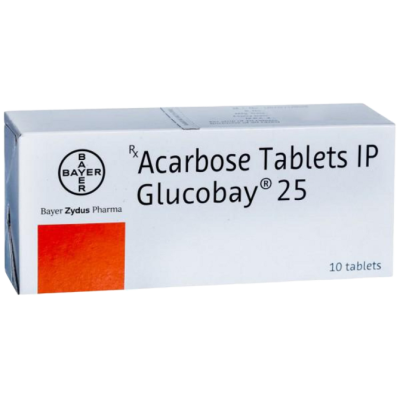 BAYER
BAYER
Bayer Zydus Pharma
Rx Acarbose Tablets IP
Glucobay® 25
10 tablets